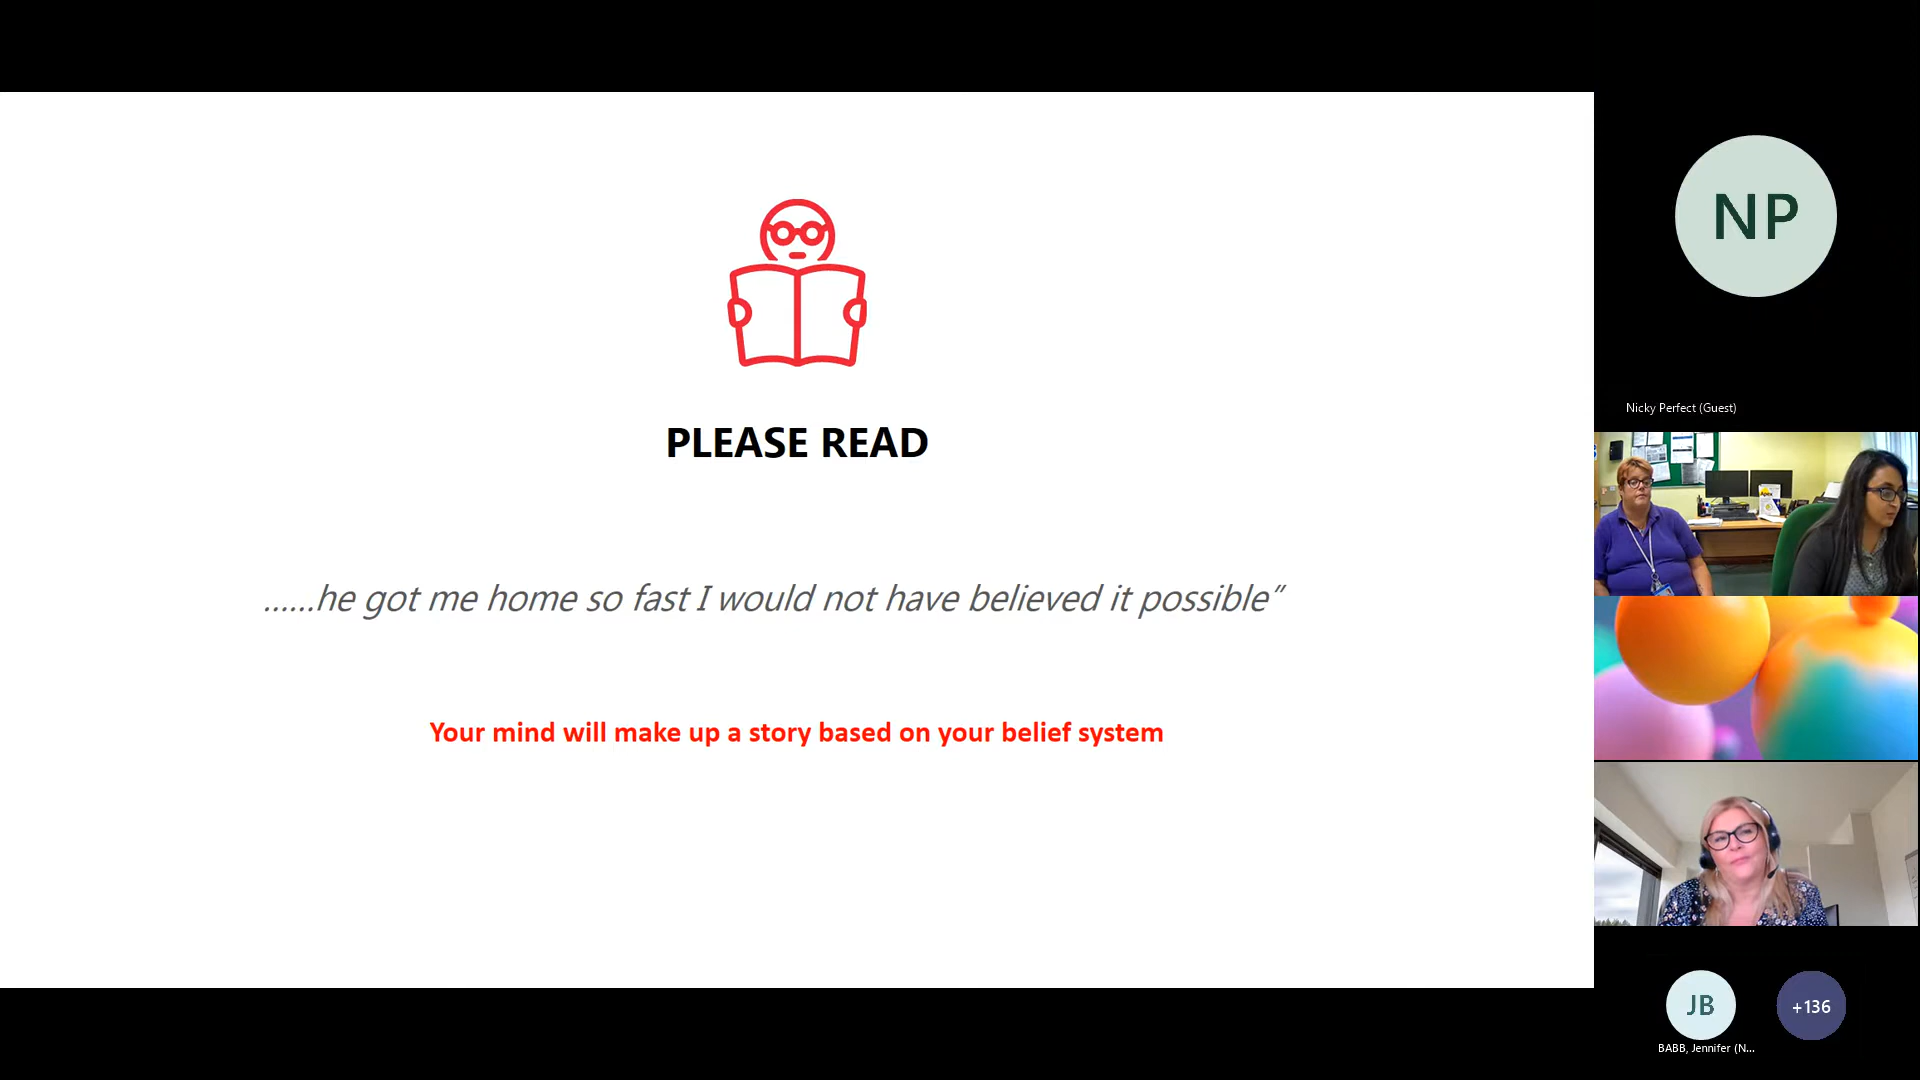 PLEASE READ
......he got me home so fast I would not have believed it possible”
Your mind will make up a story based on your belief system
NP
Nicky Perfect (Guest)
JB
+136
BABB, Jennifer (N...